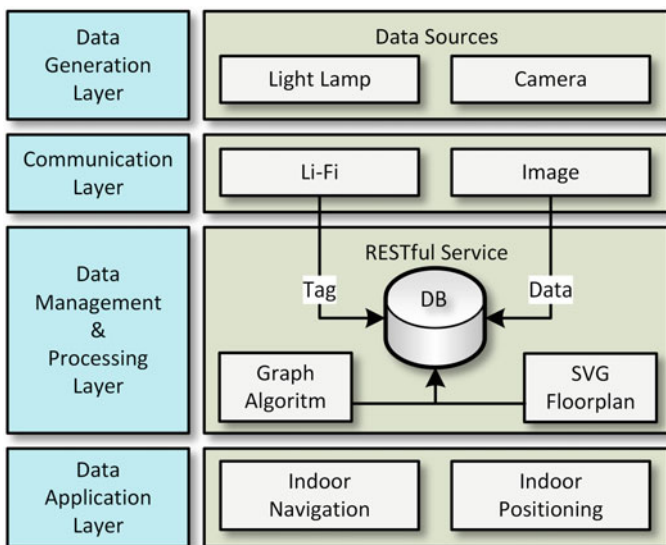 Data
Generation
Layer
Data Sources
Light Lamp
Camera
Communication
Layer
Li-Fi
Image
Data
Management
&
Processing
Layer
RESTful Service
Tag
DB
Data
Graph
Algoritm
SVG
Floorplan
Data
Application
Layer
Indoor
Navigation
Indoor
Positioning